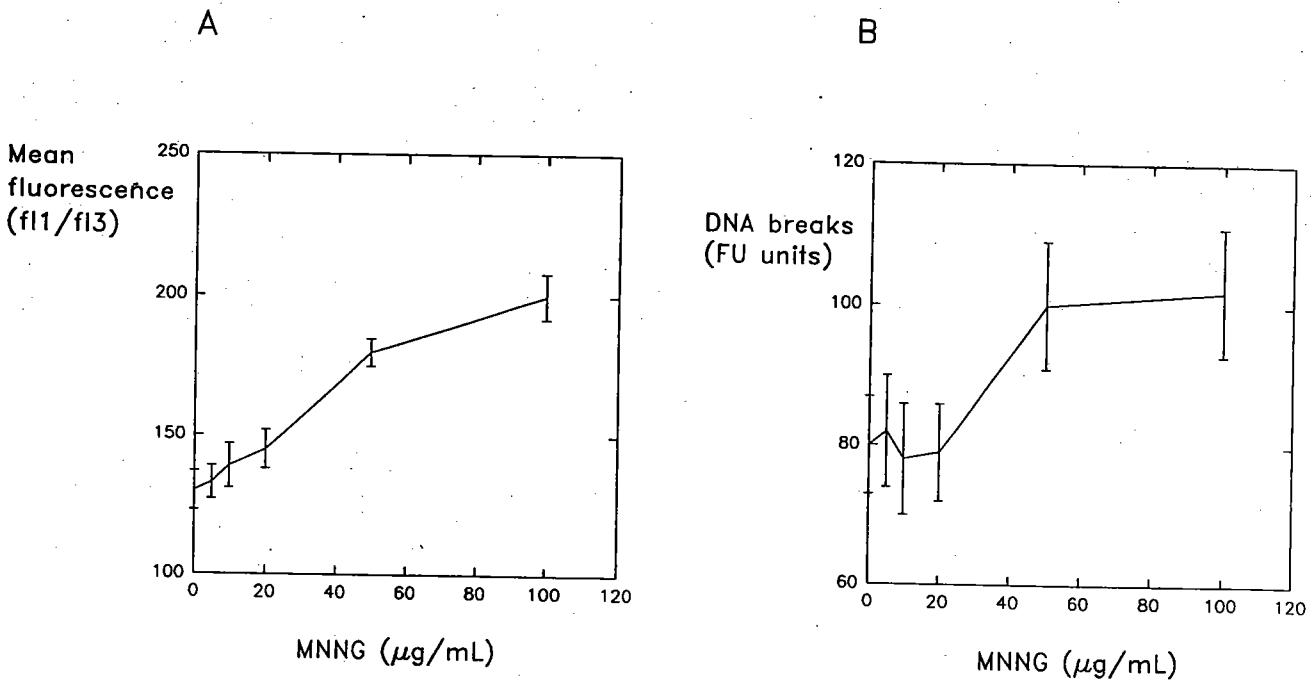 A
Mean
fluorescence
(fl1/fl3)
250
200
150
100
0 20 40 60 80 100 120
MNNG (µg/mL)
B
DNA breaks
(FU units)
120
100
80
60
0 20 40 60 80 100 120
MNNG (µg/mL)